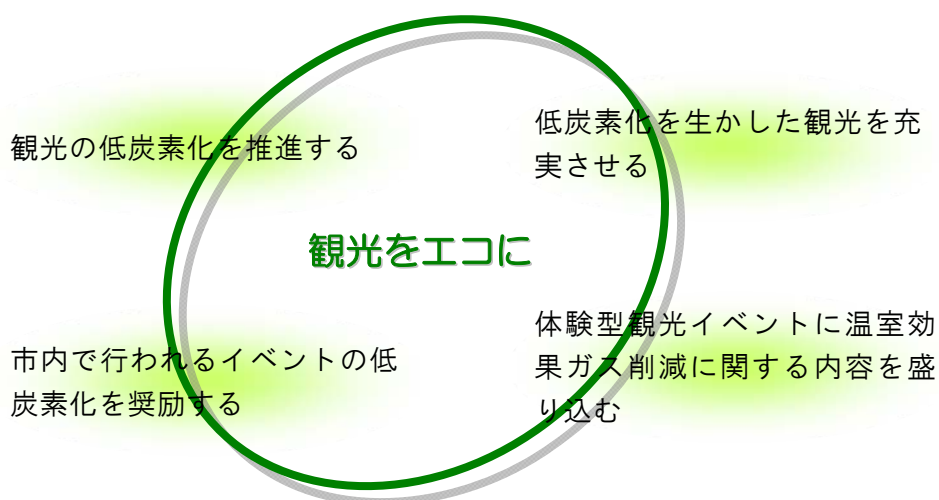 観光の低炭素化を推進する
低炭素化を生かした観光を充
実させる
観光をエコに
市内で行われるイベントの低
炭素化を奨励する
体験型観光イベントに温室効
果ガス削減に関する内容を盛
り込む